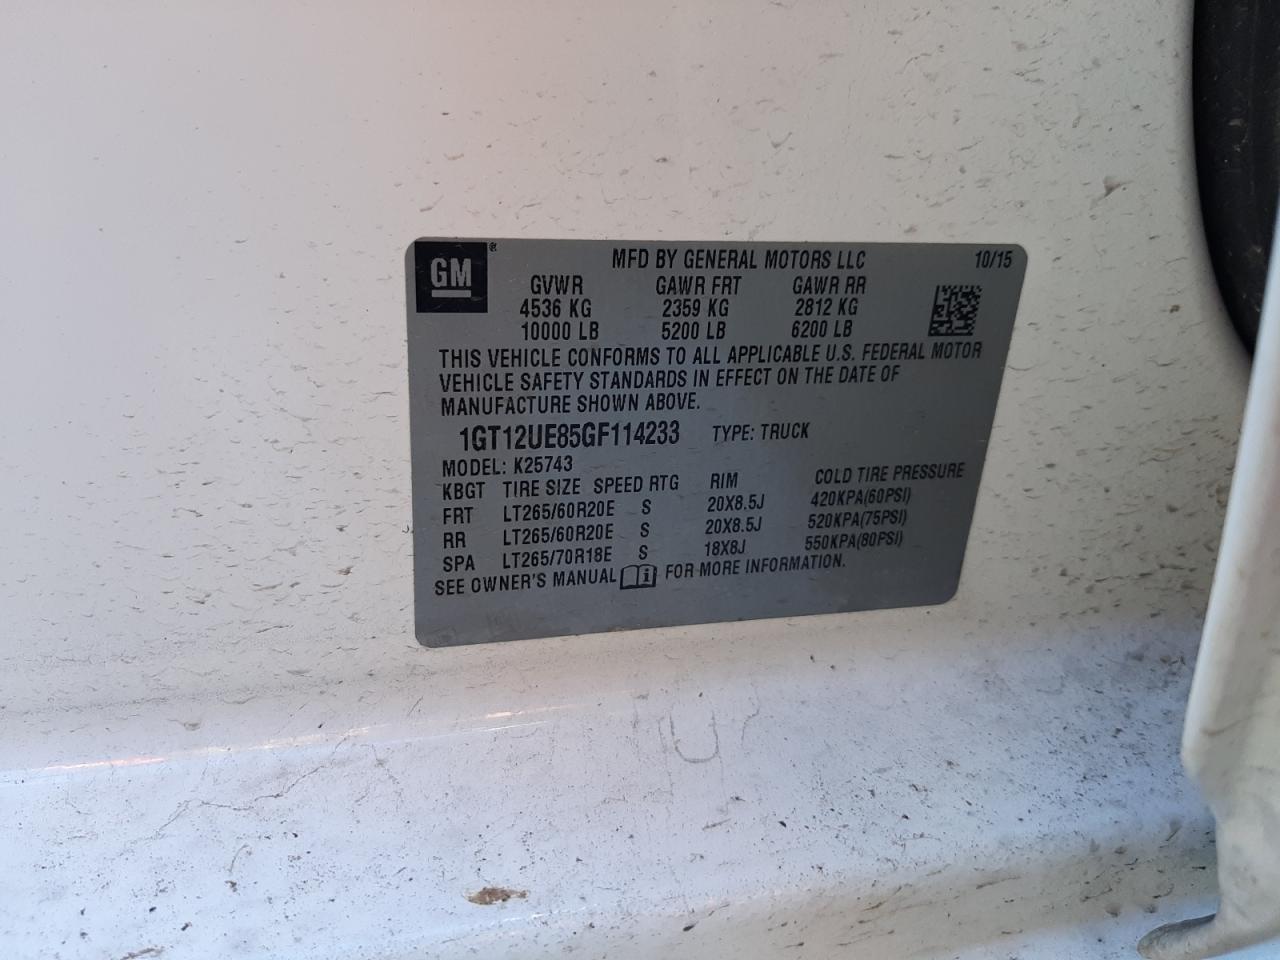 GM ® MFD BY GENERAL MOTORS LLC 10/15
GVWR GAWR FRT GAWR RR
4536 KG 2359 KG 2812 KG
10000 LB 5200 LB 6200 LB
THIS VEHICLE CONFORMS TO ALL APPLICABLE U.S. FEDERAL MOTOR
VEHICLE SAFETY STANDARDS IN EFFECT ON THE DATE OF
MANUFACTURE SHOWN ABOVE.
1GT12UE85GF114233 TYPE: TRUCK
MODEL: K25743
KBGT TIRE SIZE SPEED RTG RIM COLD TIRE PRESSURE
FRT LT265/60R20E S 20X8.5J 420KPA(60PSI)
RR LT265/60R20E S 20X8.5J 520KPA(75PSI)
SPA LT265/70R18E S 18X8J 550KPA(80PSI)
SEE OWNER'S MANUAL FOR MORE INFORMATION.